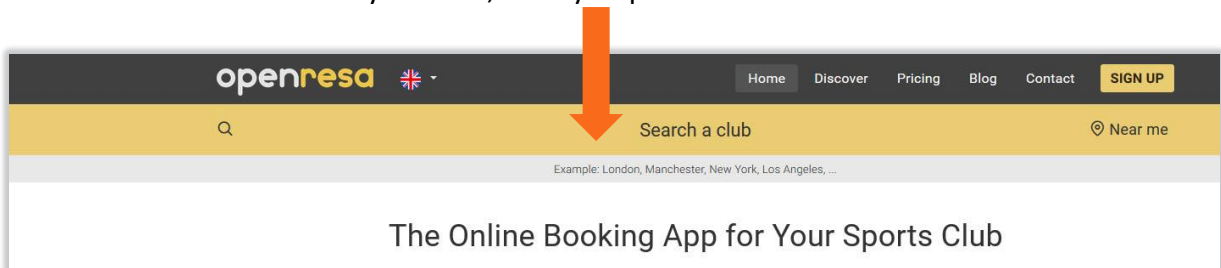 openresa
Home Discover Pricing Blog Contact SIGN UP
Search a club
Near me
Example: London, Manchester, New York, Los Angeles, ...
The Online Booking App for Your Sports Club